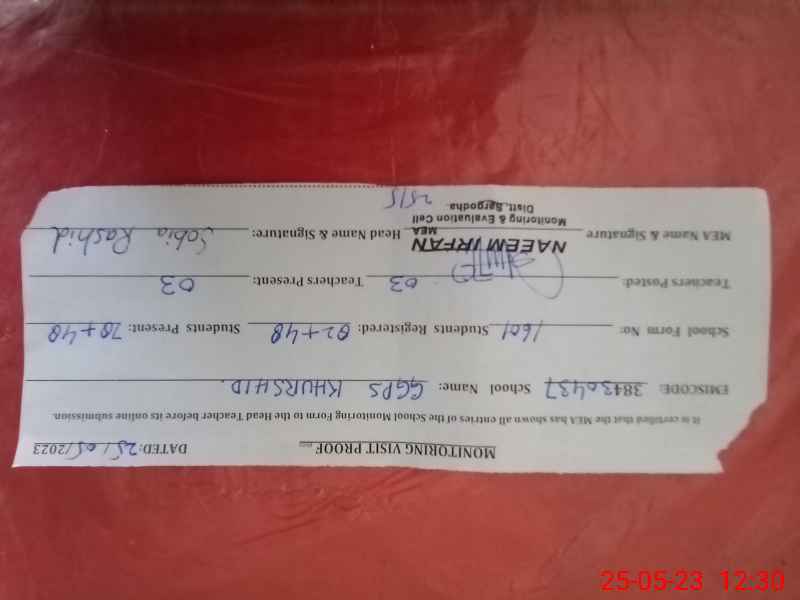 MONITORING VISIT PROOF DATED: 25/05/2023
It is certified that the MEA has shown all entries of the School Monitoring Form to the Head Teacher before its online submission.
EMISCODE: 38430437 School Name: GGPS KHURSHID.
School Form No: 1601 Students Registered: 82+48 Students Present: 78+48
Teachers Posted: 03 Teachers Present: 03
MEA Name & Signature NAEEM IRFAN Head Name & Signature: Sobia Rashid
MEA
Monitoring & Evaluation Cell
Distt. Sargodha.
25/5
25-05-23 12:30